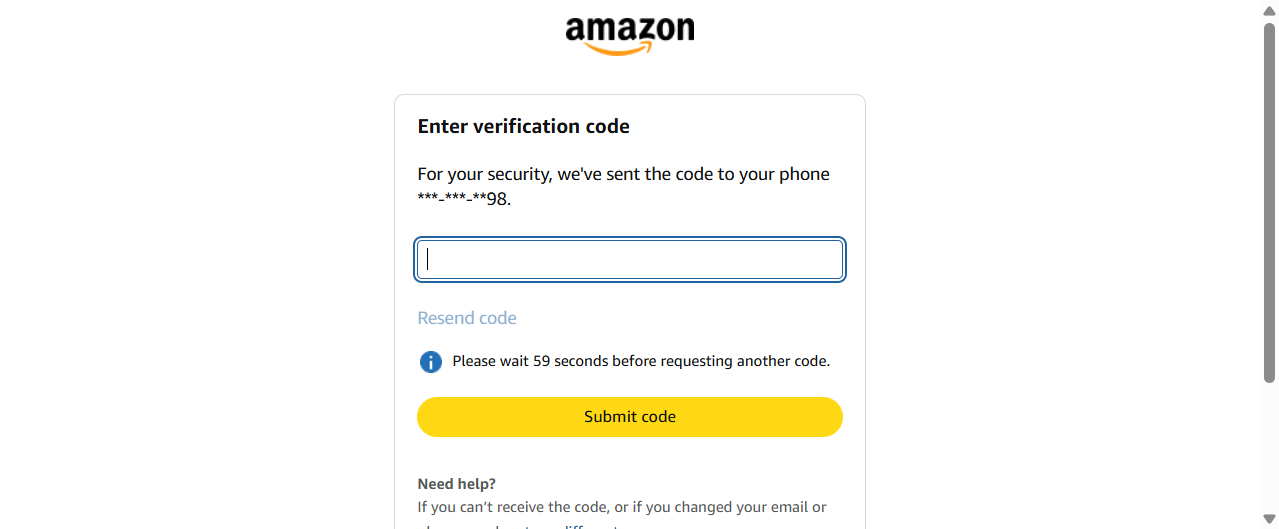 amazon
Enter verification code
For your security, we've sent the code to your phone
***-***-**98.
Resend code
Please wait 59 seconds before requesting another code.
Submit code
Need help?
If you can’t receive the code, or if you changed your email or